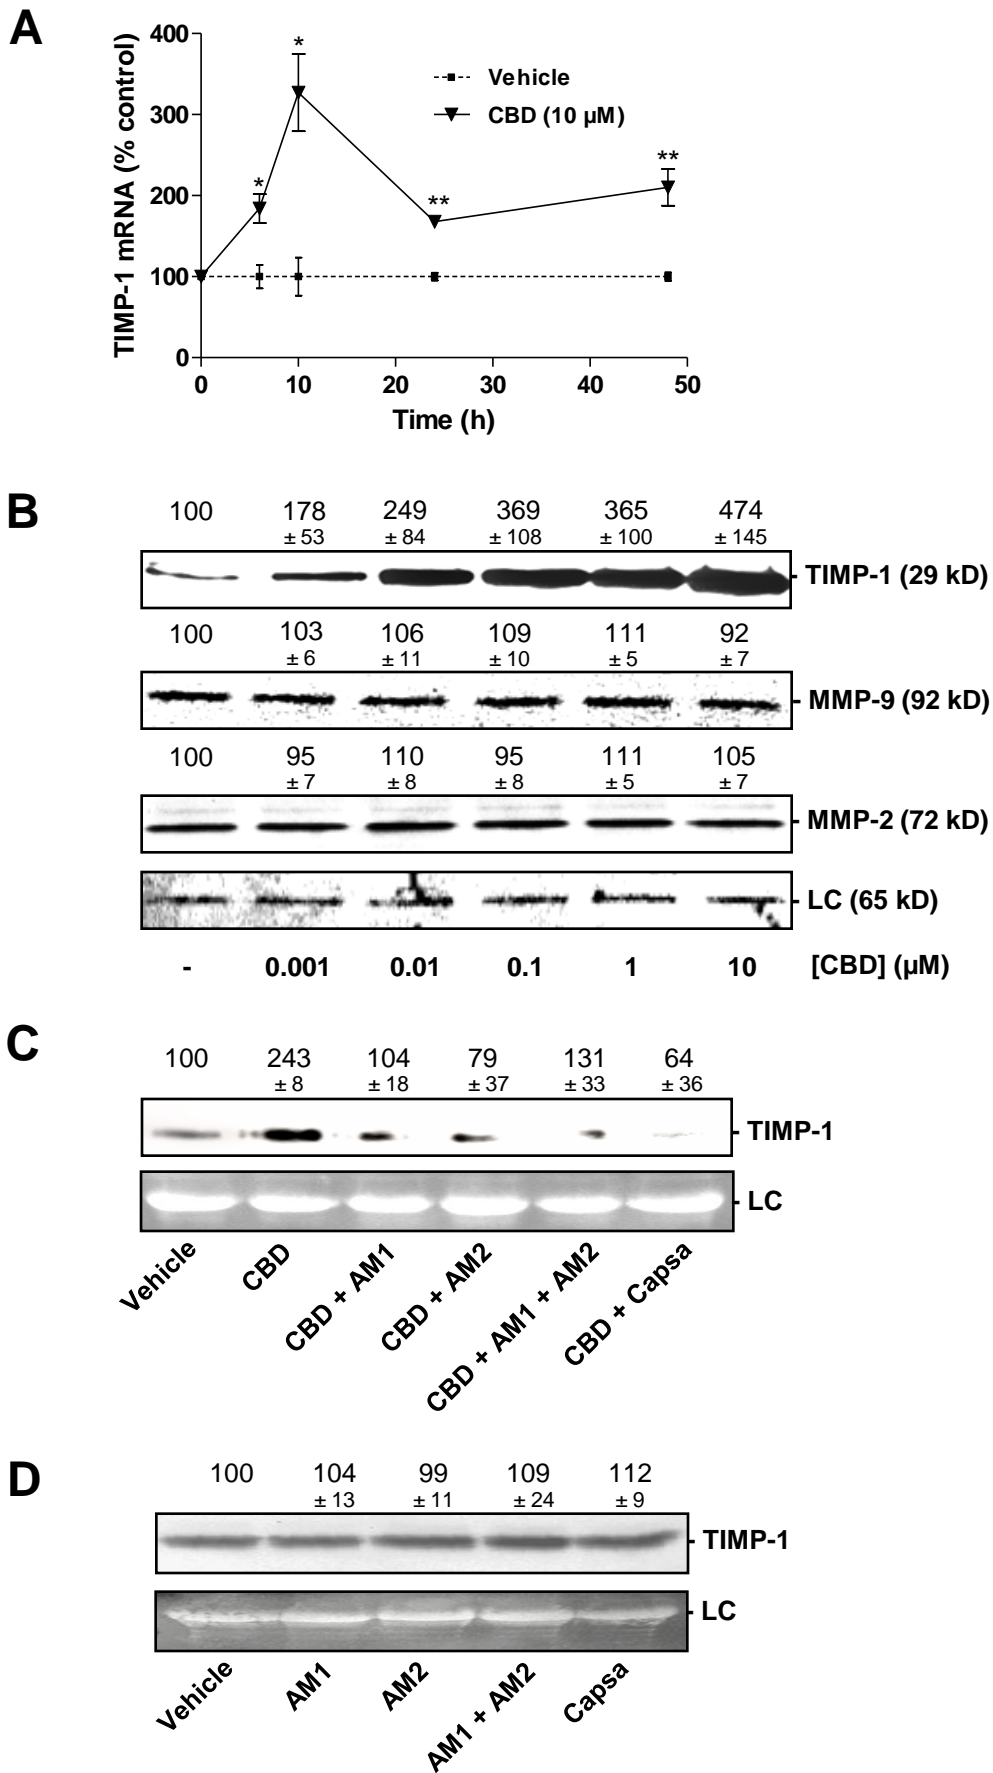 A
TIMP-1 mRNA (% control)
400
300
200
100
0
*
*
**
**
Vehicle
CBD (10 µM)
0 10 20 30 40 50
Time (h)
B
100 178 249 369 365 474
± 53 ± 84 ± 108 ± 100 ± 145
TIMP-1 (29 kD)
100 103 106 109 111 92
± 6 ± 11 ± 10 ± 5 ± 7
MMP-9 (92 kD)
100 95 110 95 111 105
± 7 ± 8 ± 8 ± 5 ± 7
MMP-2 (72 kD)
LC (65 kD)
- 0.001 0.01 0.1 1 10 [CBD] (µM)
C
100 243 104 79 131 64
± 8 ± 18 ± 37 ± 33 ± 36
TIMP-1
LC
Vehicle
CBD
CBD + AM1
CBD + AM2
CBD + AM1 + AM2
CBD + Capsa
D
100 104 99 109 112
± 13 ± 11 ± 24 ± 9
TIMP-1
LC
Vehicle
AM1
AM2
AM1 + AM2
Capsa